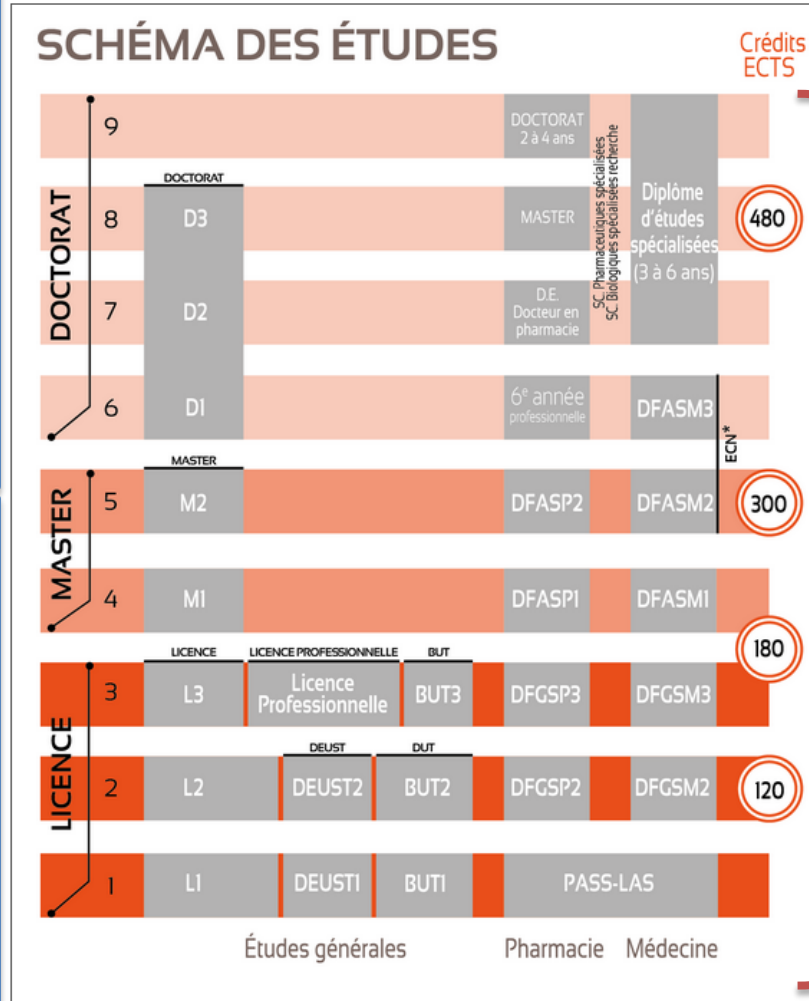 SCHÉMA DES ÉTUDES
Crédits
ECTS
DOCTORAT
9
DOCTORAT
2 à 4 ans
SC. Pharmaceutiques spécialisées
SC. Biologiques spécialisées recherche
Diplôme
d'études
spécialisées
(3 à 6 ans)
DOCTORAT
8
D3
MASTER
480
7
D2
D.E.
Docteur en
pharmacie
6
D1
6e année
professionnelle
DFASM3
ECN*
MASTER
MASTER
5
M2
DFASP2
DFASM2
300
4
M1
DFASP1
DFASM1
180
LICENCE
LICENCE
LICENCE PROFESSIONNELLE
BUT
3
L3
Licence
Professionnelle
BUT3
DFGSP3
DFGSM3
DEUST
DUT
2
L2
DEUST2
BUT2
DFGSP2
DFGSM2
120
1
L1
DEUST1
BUT1
PASS-LAS
Études générales
Pharmacie
Médecine